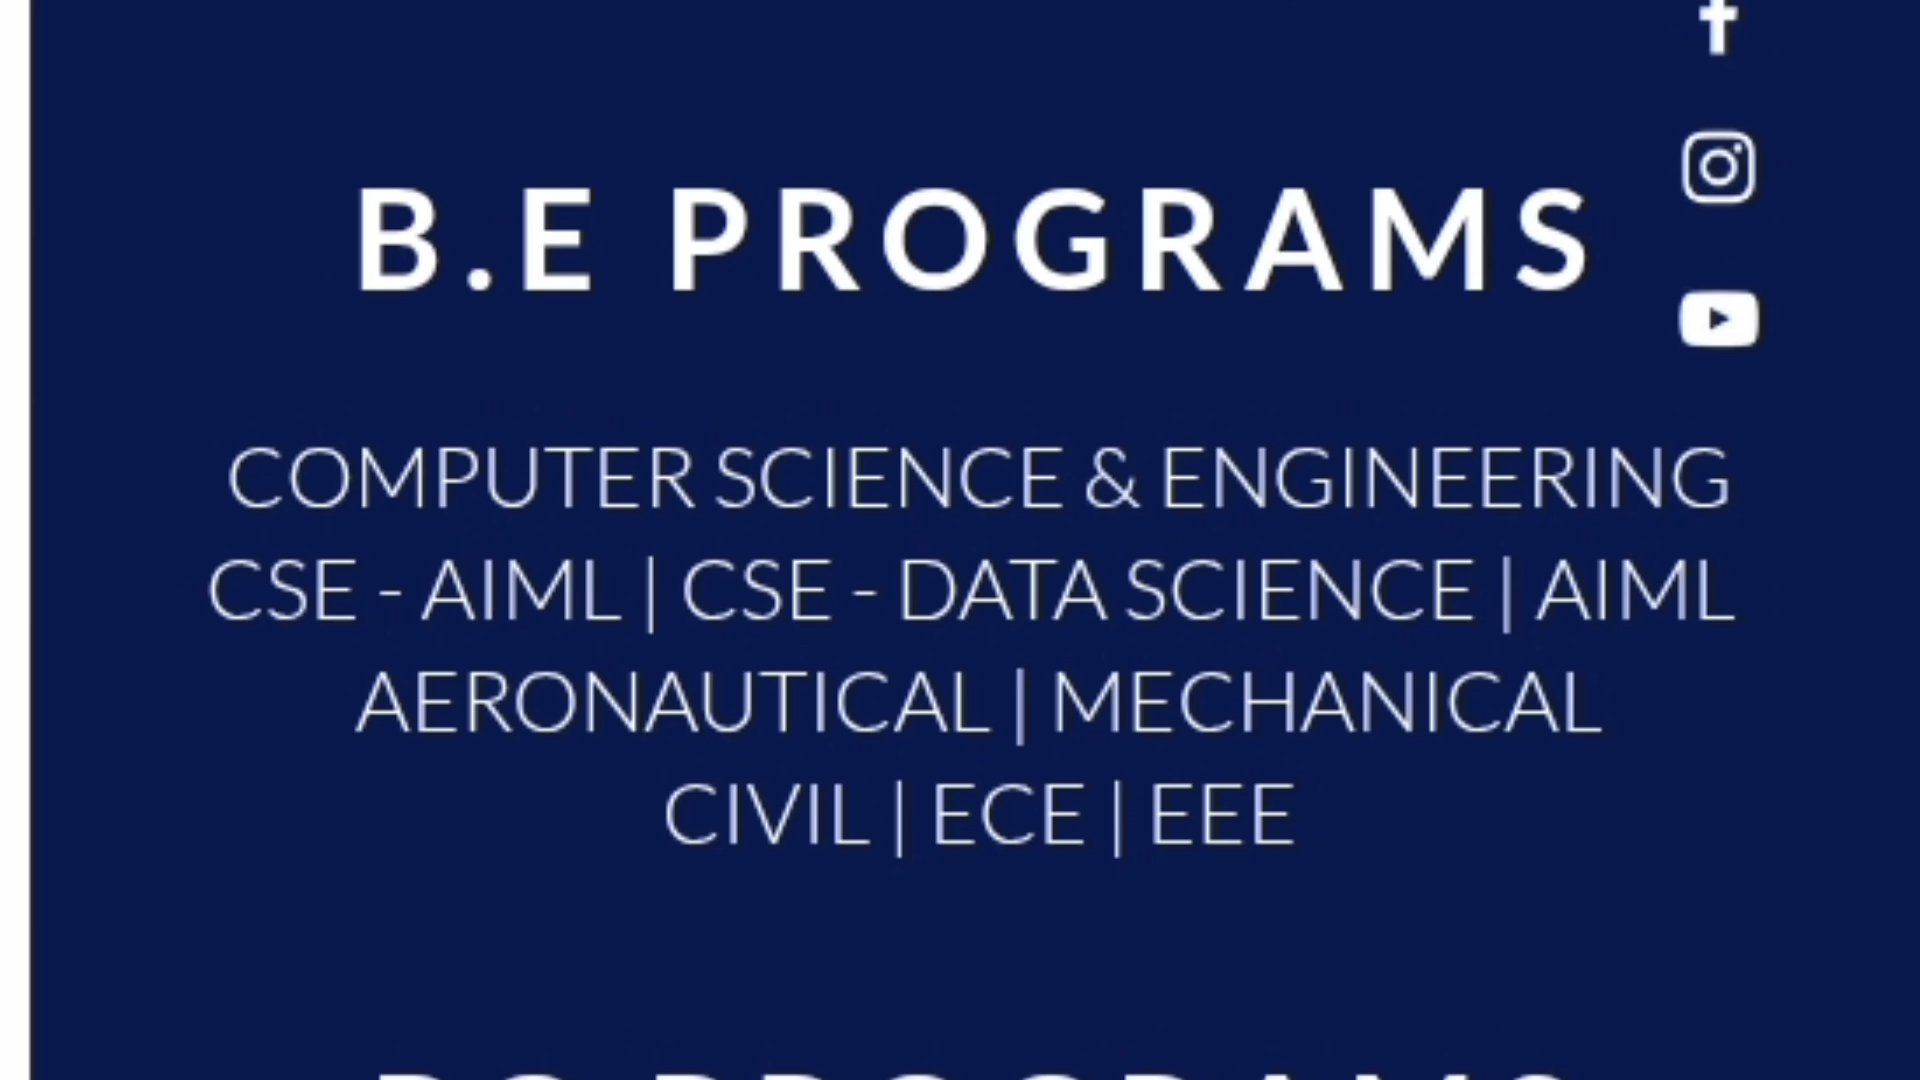 B.E PROGRAMS
COMPUTER SCIENCE & ENGINEERING
CSE - AIML | CSE - DATA SCIENCE | AIML
AERONAUTICAL | MECHANICAL
CIVIL | ECE | EEE